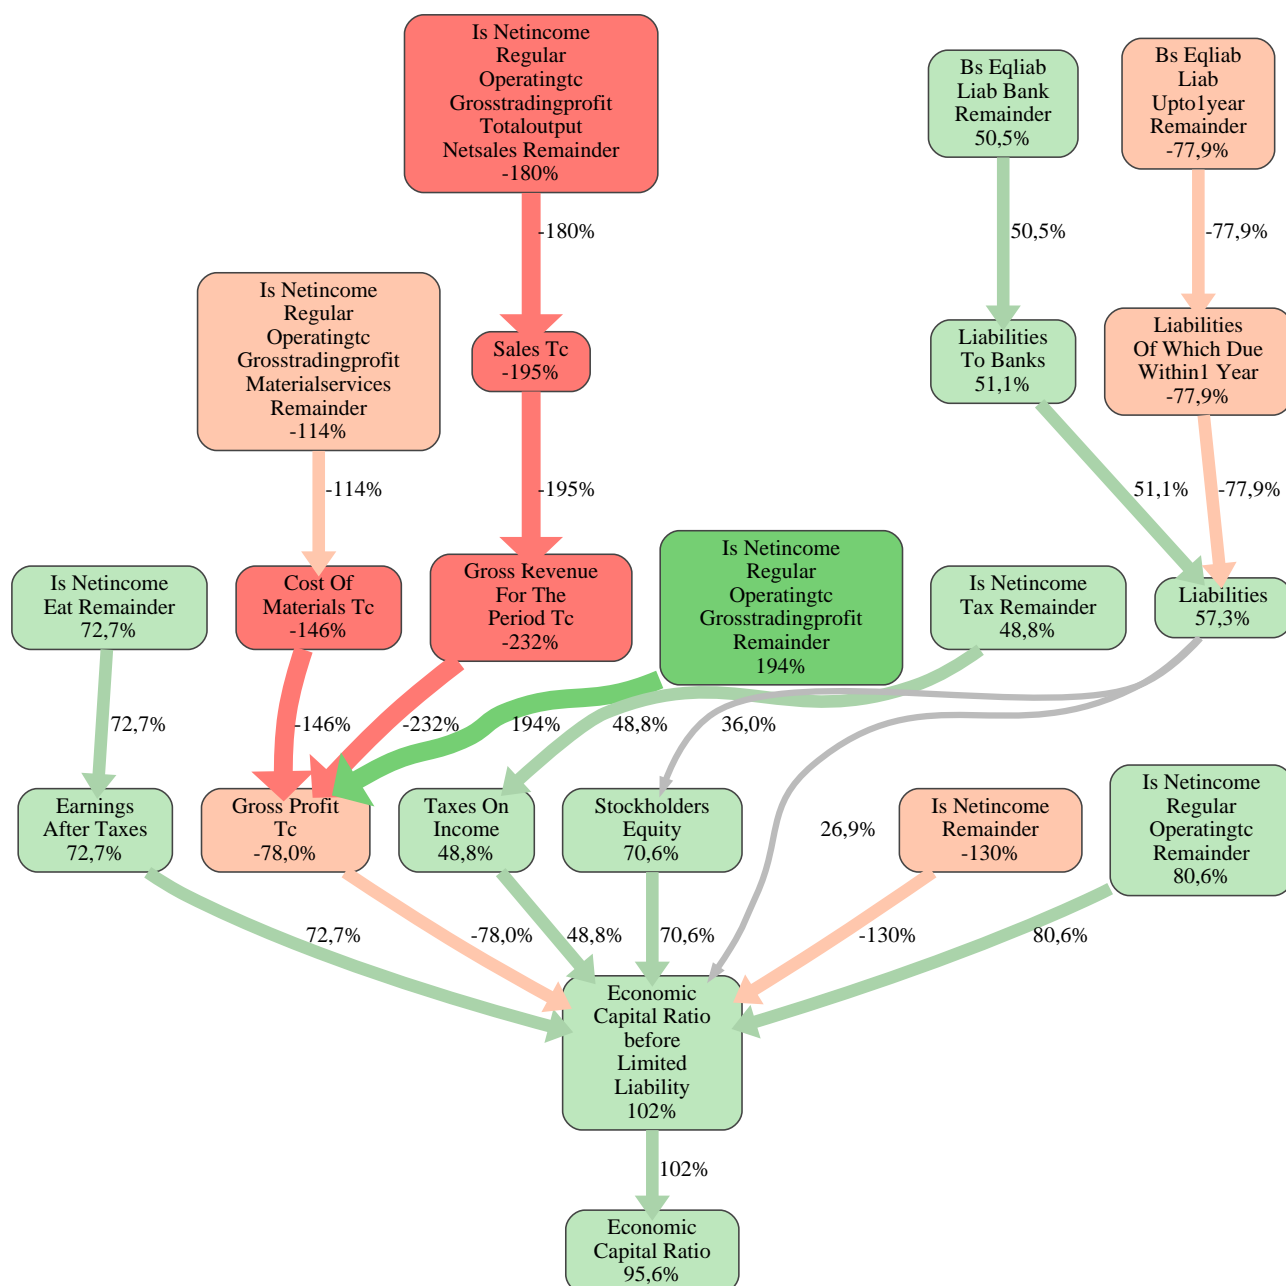 Is Netincome
Regular
Operatingtc
Grosstradingprofit
Totaloutput
Netsales Remainder
-180%
Bs Eqliab
Liab Bank
Remainder
50,5%
Bs Eqliab
Liab
Upto1year
Remainder
-77,9%
-180%
50,5%
-77,9%
Is Netincome
Regular
Operatingtc
Grosstradingprofit
Materialservices
Remainder
-114%
Sales Tc
-195%
Liabilities
To Banks
51,1%
Liabilities
Of Which Due
Within1 Year
-77,9%
-114%
-195%
51,1%
-77,9%
Is Netincome
Eat Remainder
72,7%
Cost Of
Materials Tc
-146%
Gross Revenue
For The
Period Tc
-232%
Is Netincome
Regular
Operatingtc
Grosstradingprofit
Remainder
194%
Is Netincome
Tax Remainder
48,8%
Liabilities
57,3%
72,7%
-146%
-232%
194%
48,8%
36,0%
26,9%
Earnings
After Taxes
72,7%
Gross Profit
Tc
-78,0%
Taxes On
Income
48,8%
Stockholders
Equity
70,6%
Is Netincome
Remainder
-130%
Is Netincome
Regular
Operatingtc
Remainder
80,6%
72,7%
-78,0%
48,8%
70,6%
-130%
80,6%
Economic
Capital Ratio
before
Limited
Liability
102%
102%
Economic
Capital Ratio
95,6%